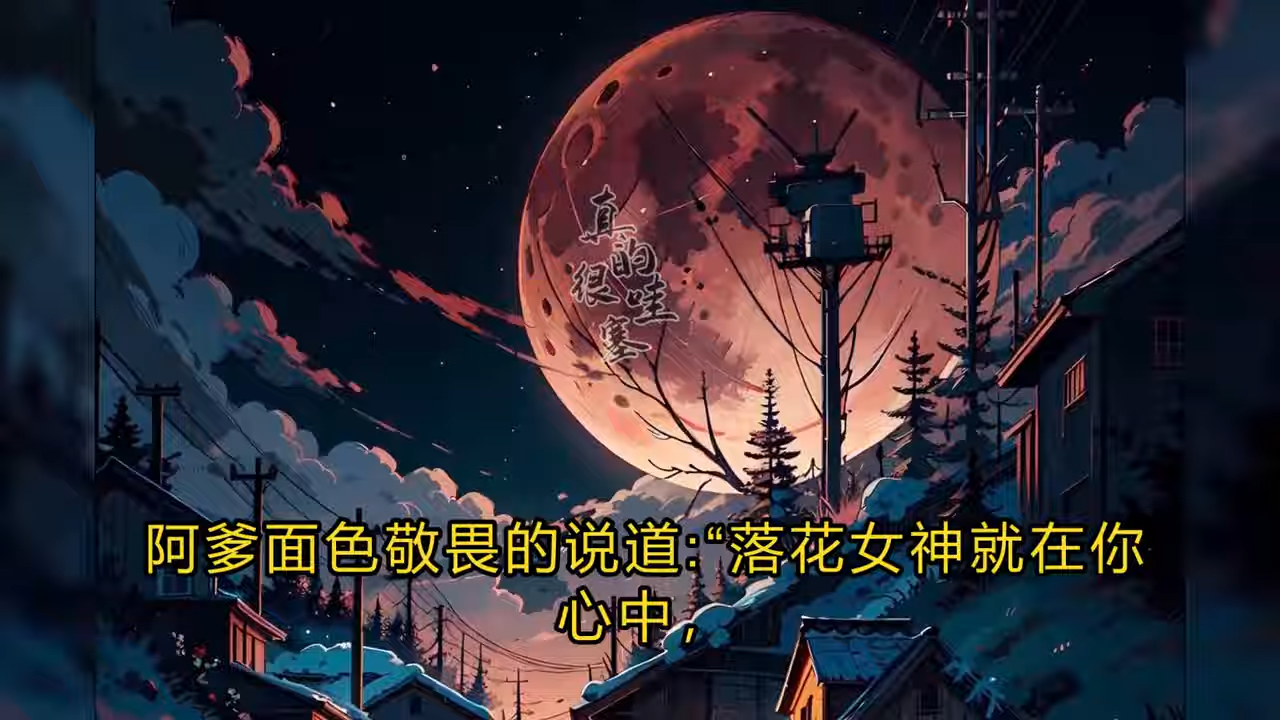 真的
很哇
塞
阿爹面色敬畏的说道:“落花女神就在你
心中，